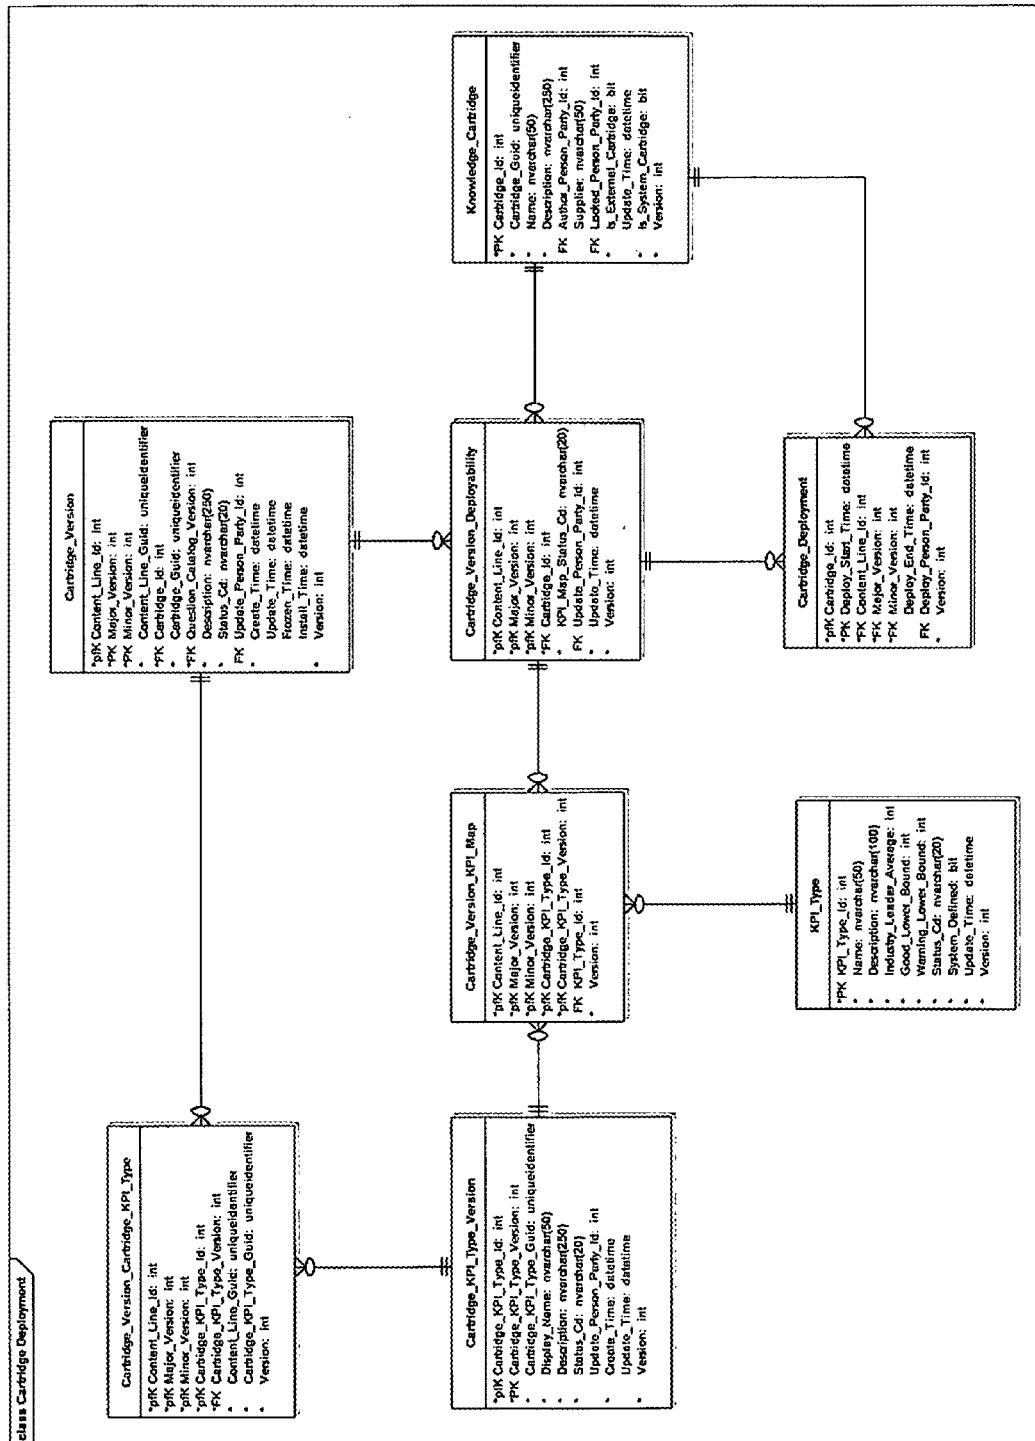 class Cartridge Deployment
Cartridge_Version_Cartridge_KPI_Type
*pfK Content_Line_Id: int
*pfK Major_Version: int
*pfK Minor_Version: int
*pfK Cartridge_KPI_Type_Id: int
*FK Cartridge_KPI_Type_Version: int
* Content_Line_Guid: uniqueidentifier
* Cartridge_KPI_Type_Guid: uniqueidentifier
* Version: int
Cartridge_Version
*pfK Content_Line_Id: int
*PK Major_Version: int
*PK Minor_Version: int
* Content_Line_Guid: uniqueidentifier
*FK Cartridge_Id: int
* Cartridge_Guid: uniqueidentifier
*FK Question_Catalog_Version: int
* Description: nvarchar(250)
* Status_Cd: nvarchar(20)
FK Update_Person_Party_Id: int
* Create_Time: datetime
Update_Time: datetime
Frozen_Time: datetime
Install_Time: datetime
* Version: int
Cartridge_KPI_Type_Version
*pfK Cartridge_KPI_Type_Id: int
*PK Cartridge_KPI_Type_Version: int
* Cartridge_KPI_Type_Guid: uniqueidentifier
* Display_Name: nvarchar(50)
* Description: nvarchar(250)
* Status_Cd: nvarchar(20)
Update_Person_Party_Id: int
* Create_Time: datetime
Update_Time: datetime
* Version: int
Cartridge_Version_KPI_Map
*pfK Content_Line_Id: int
*pfK Major_Version: int
*pfK Minor_Version: int
*pfK Cartridge_KPI_Type_Id: int
*pfK Cartridge_KPI_Type_Version: int
FK KPI_Type_Id: int
* Version: int
Cartridge_Version_Deployability
*pfK Content_Line_Id: int
*pfK Major_Version: int
*pfK Minor_Version: int
*FK Cartridge_Id: int
* KPI_Map_Status_Cd: nvarchar(20)
FK Update_Person_Party_Id: int
* Update_Time: datetime
* Version: int
Knowledge_Cartridge
*PK Cartridge_Id: int
* Cartridge_Guid: uniqueidentifier
* Name: nvarchar(50)
* Description: nvarchar(250)
FK Author_Person_Party_Id: int
Supplier: nvarchar(50)
FK Locked_Person_Party_Id: int
* Is_External_Cartridge: bit
Update_Time: datetime
* Is_System_Cartridge: bit
* Version: int
KPI_Type
*PK KPI_Type_Id: int
* Name: nvarchar(50)
* Description: nvarchar(100)
* Industry_Leader_Average: int
* Good_Lower_Bound: int
* Warning_Lower_Bound: int
* Status_Cd: nvarchar(20)
* System_Defined: bit
* Update_Time: datetime
* Version: int
Cartridge_Deployment
*pfK Cartridge_Id: int
*PK Deploy_Start_Time: datetime
*FK Content_Line_Id: int
*FK Major_Version: int
*FK Minor_Version: int
Deploy_End_Time: datetime
FK Deploy_Person_Party_Id: int
* Version: int